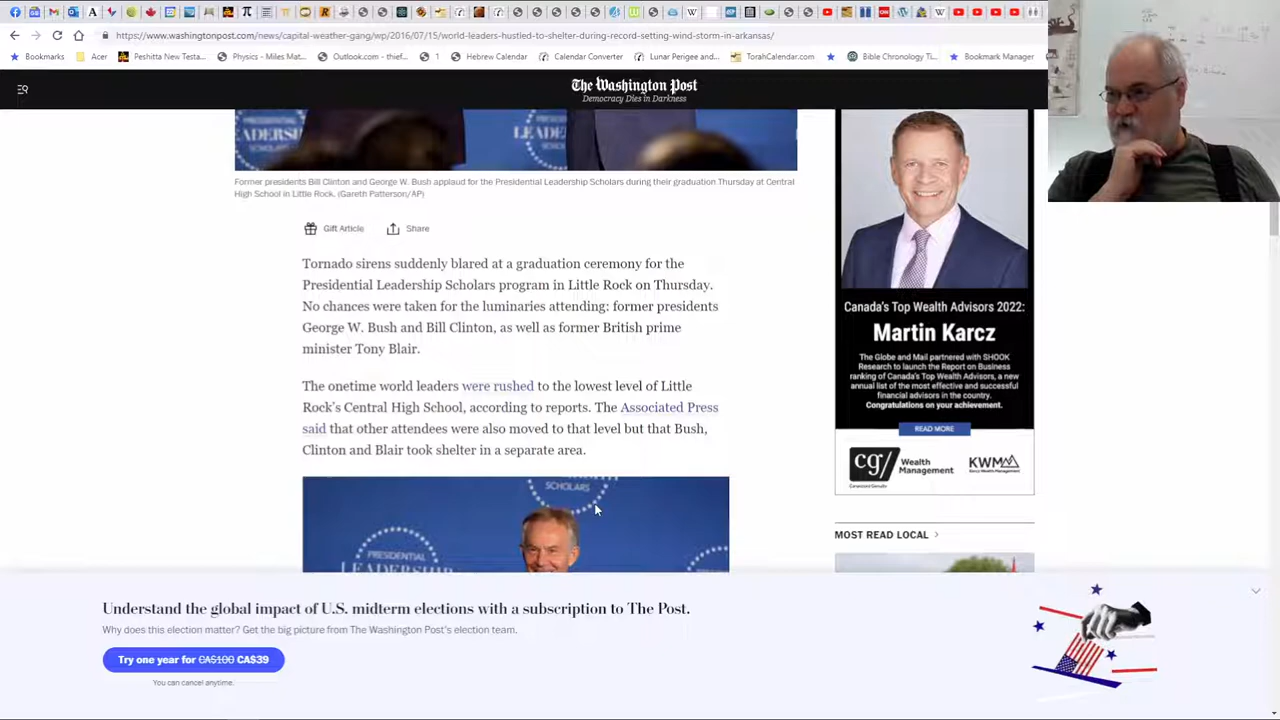 https://www.washingtonpost.com/news/capital-weather-gang/wp/2016/07/15/world-leaders-hustled-to-shelter-during-record-setting-wind-storm-in-arkansas/
Bookmarks Acer Peshitta New Testa... Physics – Miles Mat... Outlook.com - thief... 1 Hebrew Calendar Calendar Converter Lunar Perigee and... TorahCalendar.com Bible Chronology Ti... Bookmark Manager
The Washington Post
Democracy Dies in Darkness
LEADERSHIP
Former presidents Bill Clinton and George W. Bush applaud for the Presidential Leadership Scholars during their graduation Thursday at Central
High School in Little Rock. (Gareth Patterson/AP)
Gift Article Share
Tornado sirens suddenly blared at a graduation ceremony for the
Presidential Leadership Scholars program in Little Rock on Thursday.
No chances were taken for the luminaries attending: former presidents
George W. Bush and Bill Clinton, as well as former British prime
minister Tony Blair.
The onetime world leaders were rushed to the lowest level of Little
Rock's Central High School, according to reports. The Associated Press
said that other attendees were also moved to that level but that Bush,
Clinton and Blair took shelter in a separate area.
SCHOLARS
PRESIDENTIAL
LEADERSHIP
Canada's Top Wealth Advisors 2022:
Martin Karcz
The Globe and Mail partnered with SHOOK
Research to launch the Report on Business
ranking of Canada's Top Wealth Advisors, a new
annual list of the most effective and successful
financial advisors in the country.
Congratulations on your achievement.
READ MORE
cg/ Wealth
Management
KWM
MOST READ LOCAL
Understand the global impact of U.S. midterm elections with a subscription to The Post.
Why does this election matter? Get the big picture from The Washington Post's election team.
Try one year for CA$100 CA$39
You can cancel anytime.